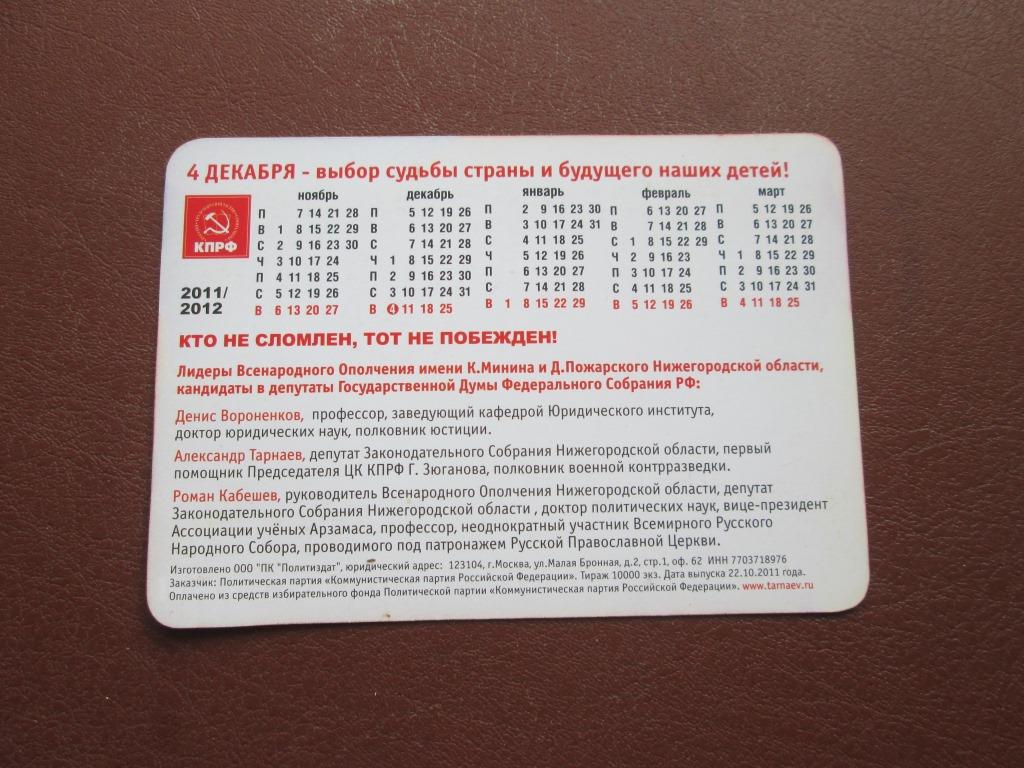 4 ДЕКАБРЯ - выбор судьбы страны и будущего наших детей!
КПРФ
2011/
2012
ноябрь
П 7 14 21 28
В 1 8 15 22 29
С 2 9 16 23 30
Ч 3 10 17 24
П 4 11 18 25
С 5 12 19 26
В 6 13 20 27
декабрь
П 5 12 19 26
В 6 13 20 27
С 7 14 21 28
Ч 1 8 15 22 29
П 2 9 16 23 30
С 3 10 17 24 31
В 4 11 18 25
январь
П 2 9 16 23 30
В 3 10 17 24 31
С 4 11 18 25
Ч 5 12 19 26
П 6 13 20 27
С 7 14 21 28
В 1 8 15 22 29
февраль
П 6 13 20 27
В 7 14 21 28
С 1 8 15 22 29
Ч 2 9 16 23
П 3 10 17 24
С 4 11 18 25
В 5 12 19 26
март
П 5 12 19 26
В 6 13 20 27
С 7 14 21 28
Ч 1 8 15 22 29
П 2 9 16 23 30
С 3 10 17 24 31
В 4 11 18 25
КТО НЕ СЛОМЛЕН, ТОТ НЕ ПОБЕЖДЕН!
Лидеры Всенародного Ополчения имени К.Минина и Д.Пожарского Нижегородской области,
кандидаты в депутаты Государственной Думы Федерального Собрания РФ:
Денис Вороненков, профессор, заведующий кафедрой Юридического института,
доктор юридических наук, полковник юстиции.
Александр Тарнаев, депутат Законодательного Собрания Нижегородской области, первый
помощник Председателя ЦК КПРФ Г. Зюганова, полковник военной контрразведки.
Роман Кабешев, руководитель Всенародного Ополчения Нижегородской области, депутат
Законодательного Собрания Нижегородской области , доктор политических наук, вице-президент
Ассоциации учёных Арзамаса, профессор, неоднократный участник Всемирного Русского
Народного Собора, проводимого под патронажем Русской Православной Церкви.
Изготовлено ООО "ПК "Политиздат", юридический адрес: 123104, г.Москва, ул.Малая Бронная, д.2, стр.1, оф. 62 ИНН 7703718976
Заказчик: Политическая партия «Коммунистическая партия Российской Федерации». Тираж 10000 экз. Дата выпуска 22.10.2011 года.
Оплачено из средств избирательного фонда Политической партии «Коммунистическая партия Российской Федерации». www.tarnaev.ru